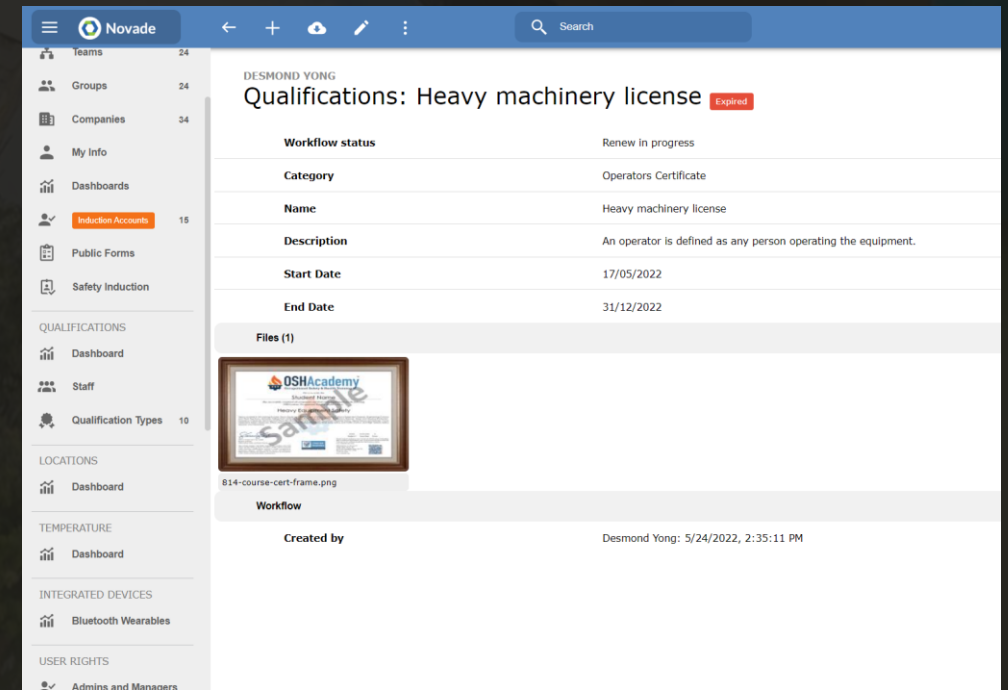 Novade
Search
Teams 24
Groups 24
Companies 34
My Info
Dashboards
Induction Accounts 15
Public Forms
Safety Induction
QUALIFICATIONS
Dashboard
Staff
Qualification Types 10
LOCATIONS
Dashboard
TEMPERATURE
Dashboard
INTEGRATED DEVICES
Bluetooth Wearables
USER RIGHTS
Admins and Managers
DESMOND YONG
Qualifications: Heavy machinery license Expired
Workflow status Renew in progress
Category Operators Certificate
Name Heavy machinery license
Description An operator is defined as any person operating the equipment.
Start Date 17/05/2022
End Date 31/12/2022
Files (1)
OSHAcademy
Student Name
Heavy Equipment Safety
Sample
814-course-cert-frame.png
Workflow
Created by Desmond Yong: 5/24/2022, 2:35:11 PM